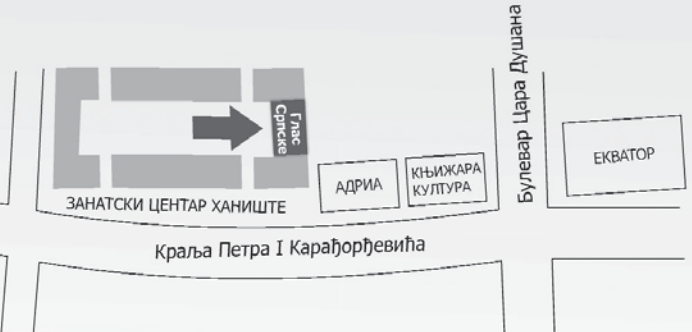 Булевар Цара Душана
Глас
Српске
АДРИА
КЊИЖАРА
КУЛТУРА
ЕКВАТОР
ЗАНАТСКИ ЦЕНТАР ХАНИШТЕ
Краља Петра I Карађорђевића